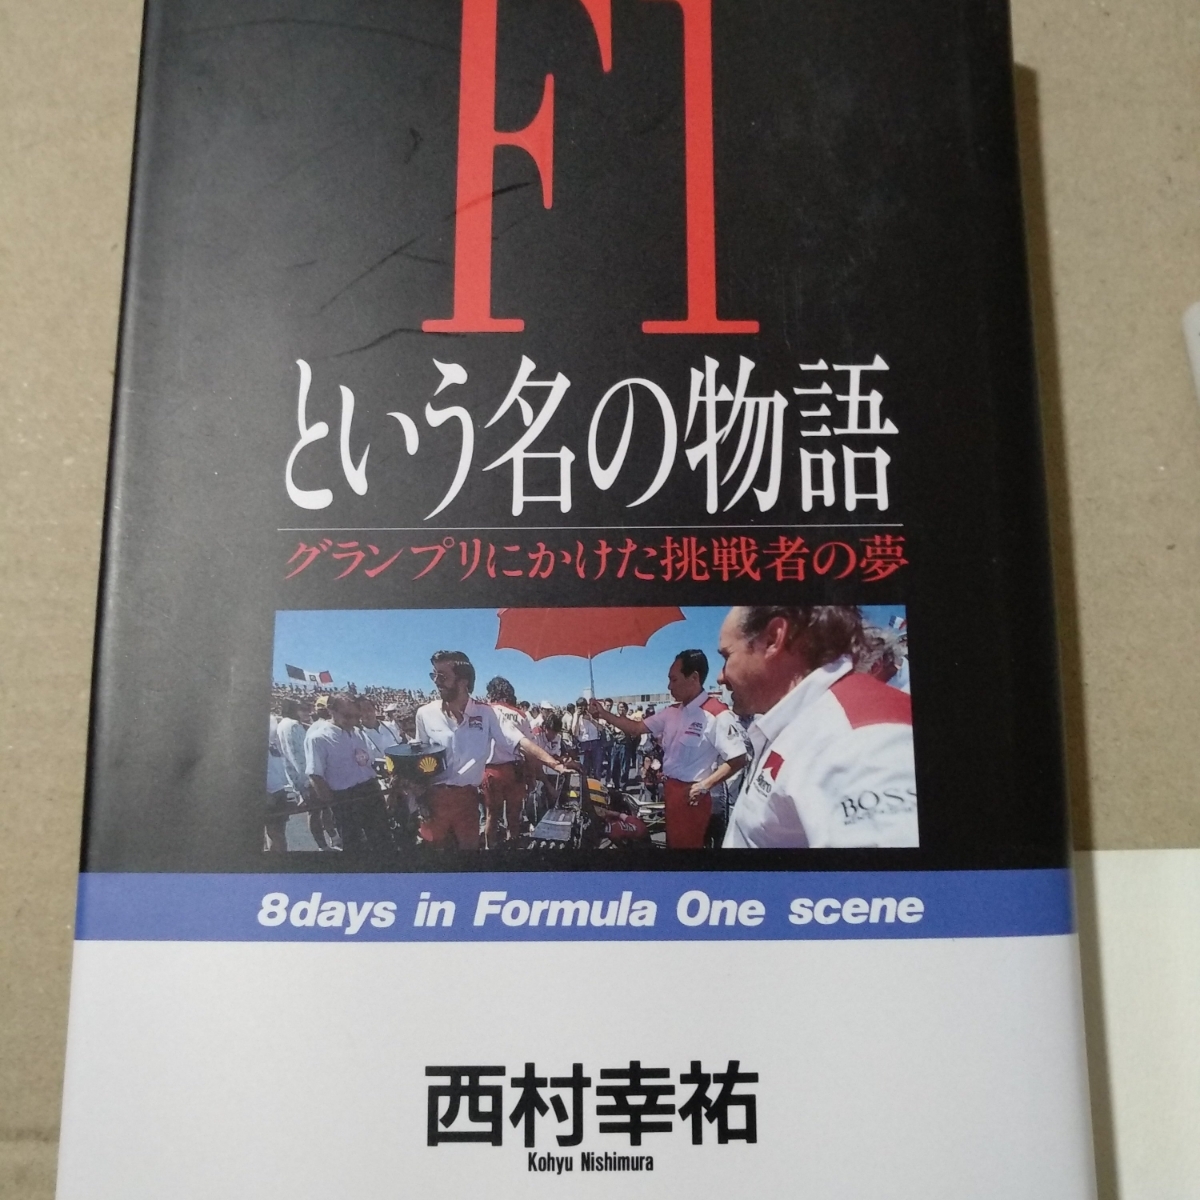 F1
という名の物語
グランプリにかけた挑戦者の夢
BOSS
8days in Formula One scene
西村幸祐
Kohyu Nishimura